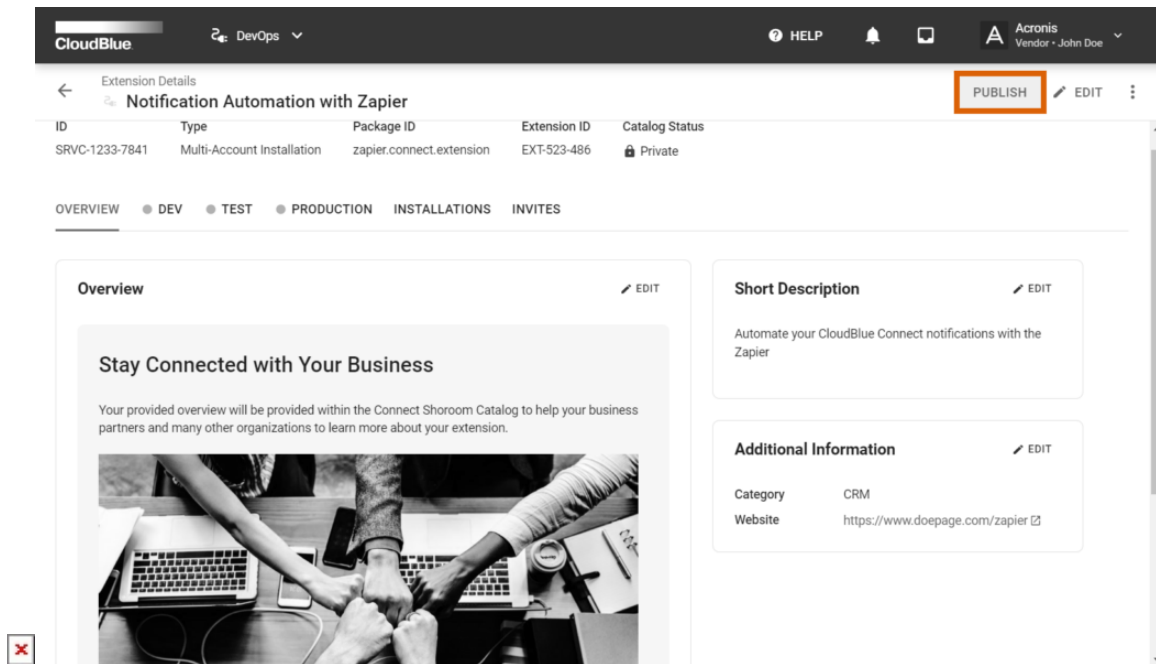 CloudBlue
DevOps
HELP
Acronis
Vendor • John Doe
Extension Details
Notification Automation with Zapier
PUBLISH
EDIT
ID
Type
Package ID
Extension ID
Catalog Status
SRVC-1233-7841
Multi-Account Installation
zapier.connect.extension
EXT-523-486
Private
OVERVIEW
DEV
TEST
PRODUCTION
INSTALLATIONS
INVITES
Overview
EDIT
Stay Connected with Your Business
Your provided overview will be provided within the Connect Shoroom Catalog to help your business
partners and many other organizations to learn more about your extension.
Short Description
EDIT
Automate your CloudBlue Connect notifications with the
Zapier
Additional Information
EDIT
Category
CRM
Website
https://www.doepage.com/zapier